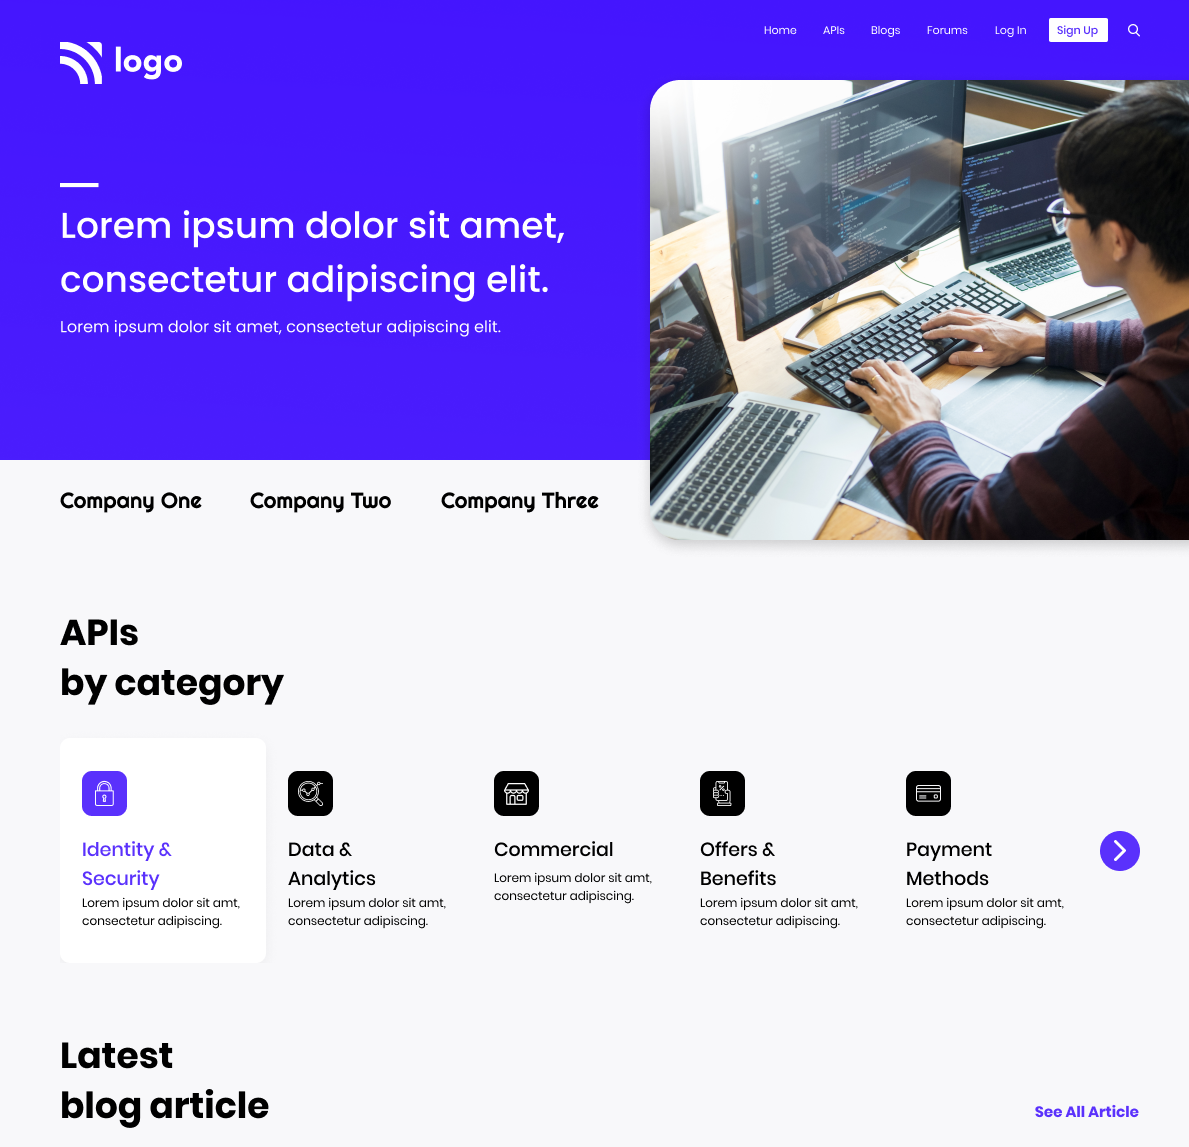 Home APIs Blogs Forums Log In Sign Up
logo
Lorem ipsum dolor sit amet,
consectetur adipiscing elit.
Lorem ipsum dolor sit amet, consectetur adipiscing elit.
Company One Company Two Company Three
APIs
by category
Identity &
Security
Lorem ipsum dolor sit amt,
consectetur adipiscing.
Data &
Analytics
Lorem ipsum dolor sit amt,
consectetur adipiscing.
Commercial
Lorem ipsum dolor sit amt,
consectetur adipiscing.
Offers &
Benefits
Lorem ipsum dolor sit amt,
consectetur adipiscing.
Payment
Methods
Lorem ipsum dolor sit amt,
consectetur adipiscing.
Latest
blog article
See All Article